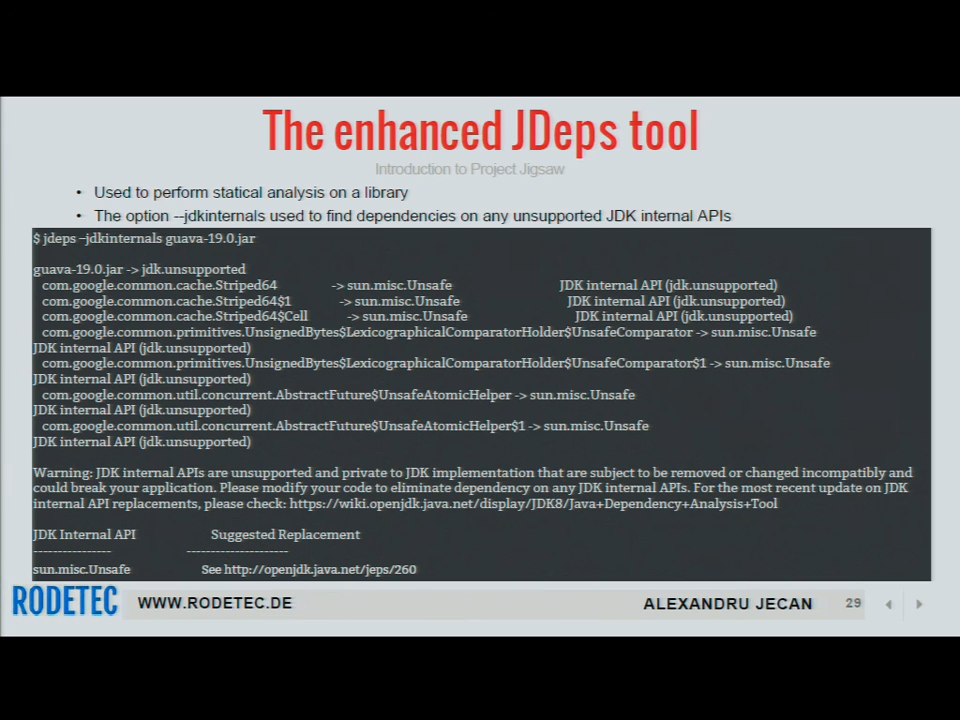 The enhanced JDeps tool
Introduction to Project Jigsaw
• Used to perform statical analysis on a library
• The option --jdkinternals used to find dependencies on any unsupported JDK internal APIs
$ jdeps –jdkinternals guava-19.0.jar
guava-19.0.jar -> jdk.unsupported
com.google.common.cache.Striped64 -> sun.misc.Unsafe JDK internal API (jdk.unsupported)
com.google.common.cache.Striped64$1 -> sun.misc.Unsafe JDK internal API (jdk.unsupported)
com.google.common.cache.Striped64$Cell -> sun.misc.Unsafe JDK internal API (jdk.unsupported)
com.google.common.primitives.UnsignedBytes$LexicographicalComparatorHolder$UnsafeComparator -> sun.misc.Unsafe
JDK internal API (jdk.unsupported)
com.google.common.primitives.UnsignedBytes$LexicographicalComparatorHolder$UnsafeComparator$1 -> sun.misc.Unsafe
JDK internal API (jdk.unsupported)
com.google.common.util.concurrent.AbstractFuture$UnsafeAtomicHelper -> sun.misc.Unsafe
JDK internal API (jdk.unsupported)
com.google.common.util.concurrent.AbstractFuture$UnsafeAtomicHelper$1 -> sun.misc.Unsafe
JDK internal API (jdk.unsupported)
Warning: JDK internal APIs are unsupported and private to JDK implementation that are subject to be removed or changed incompatibly and
could break your application. Please modify your code to eliminate dependency on any JDK internal APIs. For the most recent update on JDK
internal API replacements, please check: https://wiki.openjdk.java.net/display/JDK8/Java+Dependency+Analysis+Tool
JDK Internal API Suggested Replacement
---------------- ---------------------
sun.misc.Unsafe See http://openjdk.java.net/jeps/260
RODETEC WWW.RODETEC.DE ALEXANDRU JECAN 29